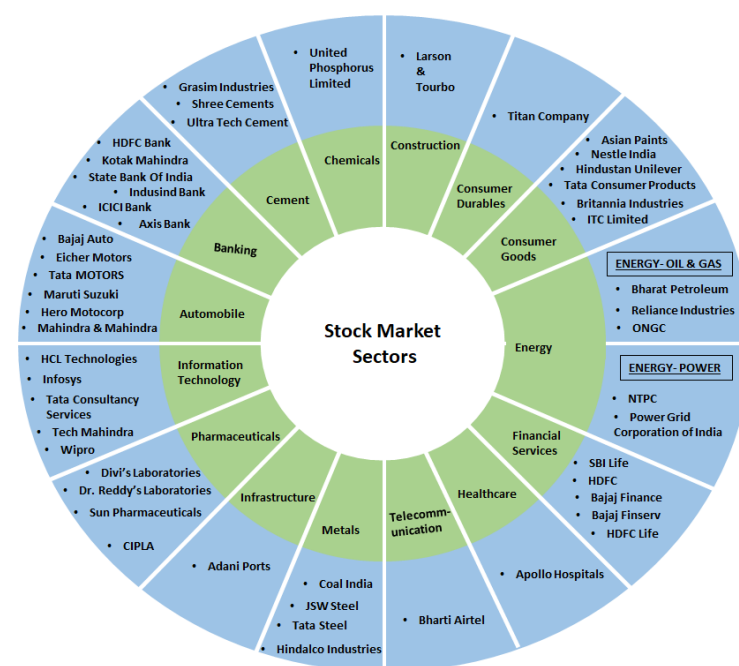 Stock Market
Sectors
Construction
• Larson
&
Tourbo
Consumer
Durables
• Titan Company
Consumer
Goods
• Asian Paints
• Nestle India
• Hindustan Unilever
• Tata Consumer Products
• Britannia Industries
• ITC Limited
Energy
ENERGY- OIL & GAS
• Bharat Petroleum
• Reliance Industries
• ONGC
ENERGY- POWER
• NTPC
• Power Grid
Corporation of India
Financial
Services
• SBI Life
• HDFC
• Bajaj Finance
• Bajaj Finserv
• HDFC Life
Healthcare
• Apollo Hospitals
Telecomm-
unication
• Bharti Airtel
Metals
• Coal India
• JSW Steel
• Tata Steel
• Hindalco Industries
Infrastructure
• Adani Ports
Pharmaceuticals
• Divi's Laboratories
• Dr. Reddy's Laboratories
• Sun Pharmaceuticals
• CIPLA
Information
Technology
• HCL Technologies
• Infosys
• Tata Consultancy
Services
• Tech Mahindra
• Wipro
Automobile
• Bajaj Auto
• Eicher Motors
• Tata MOTORS
• Maruti Suzuki
• Hero Motocorp
• Mahindra & Mahindra
Banking
• HDFC Bank
• Kotak Mahindra
• State Bank Of India
• Indusind Bank
• ICICI Bank
• Axis Bank
Cement
• Grasim Industries
• Shree Cements
• Ultra Tech Cement
Chemicals
• United
Phosphorus
Limited